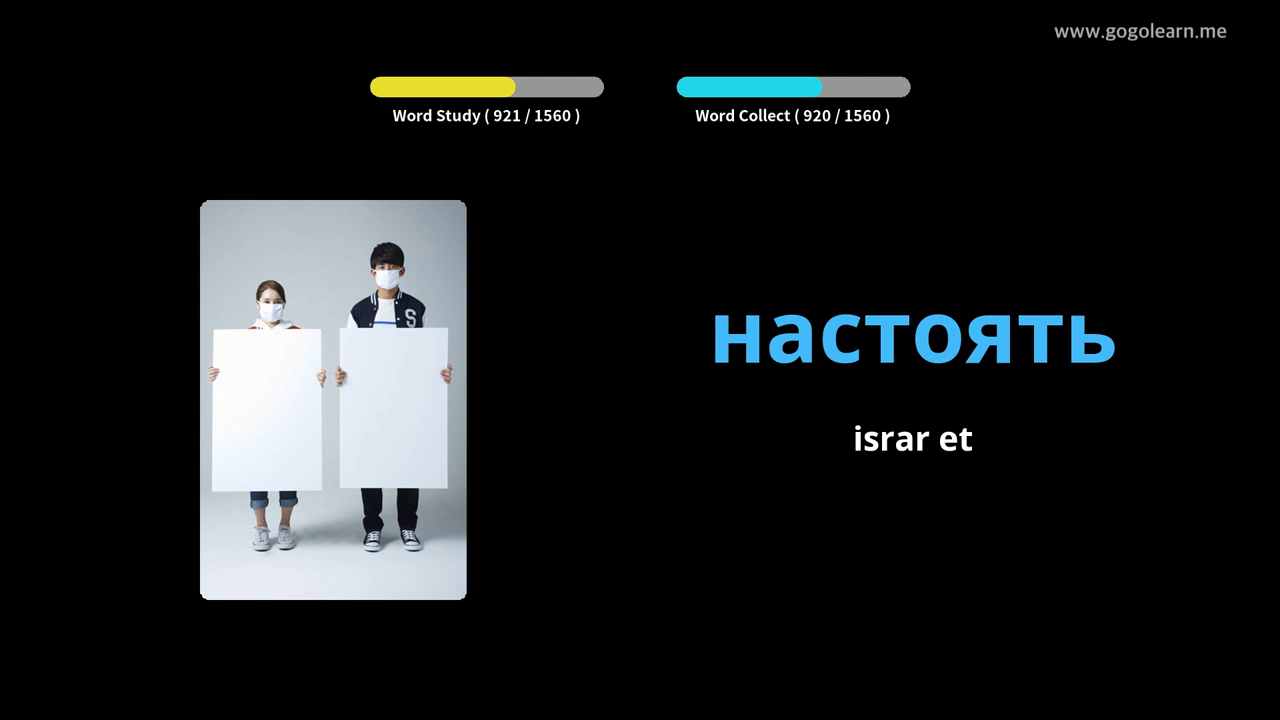 www.gogolearn.me
Word Study ( 921 / 1560 )
Word Collect ( 920 / 1560 )
S
настоять
israr et